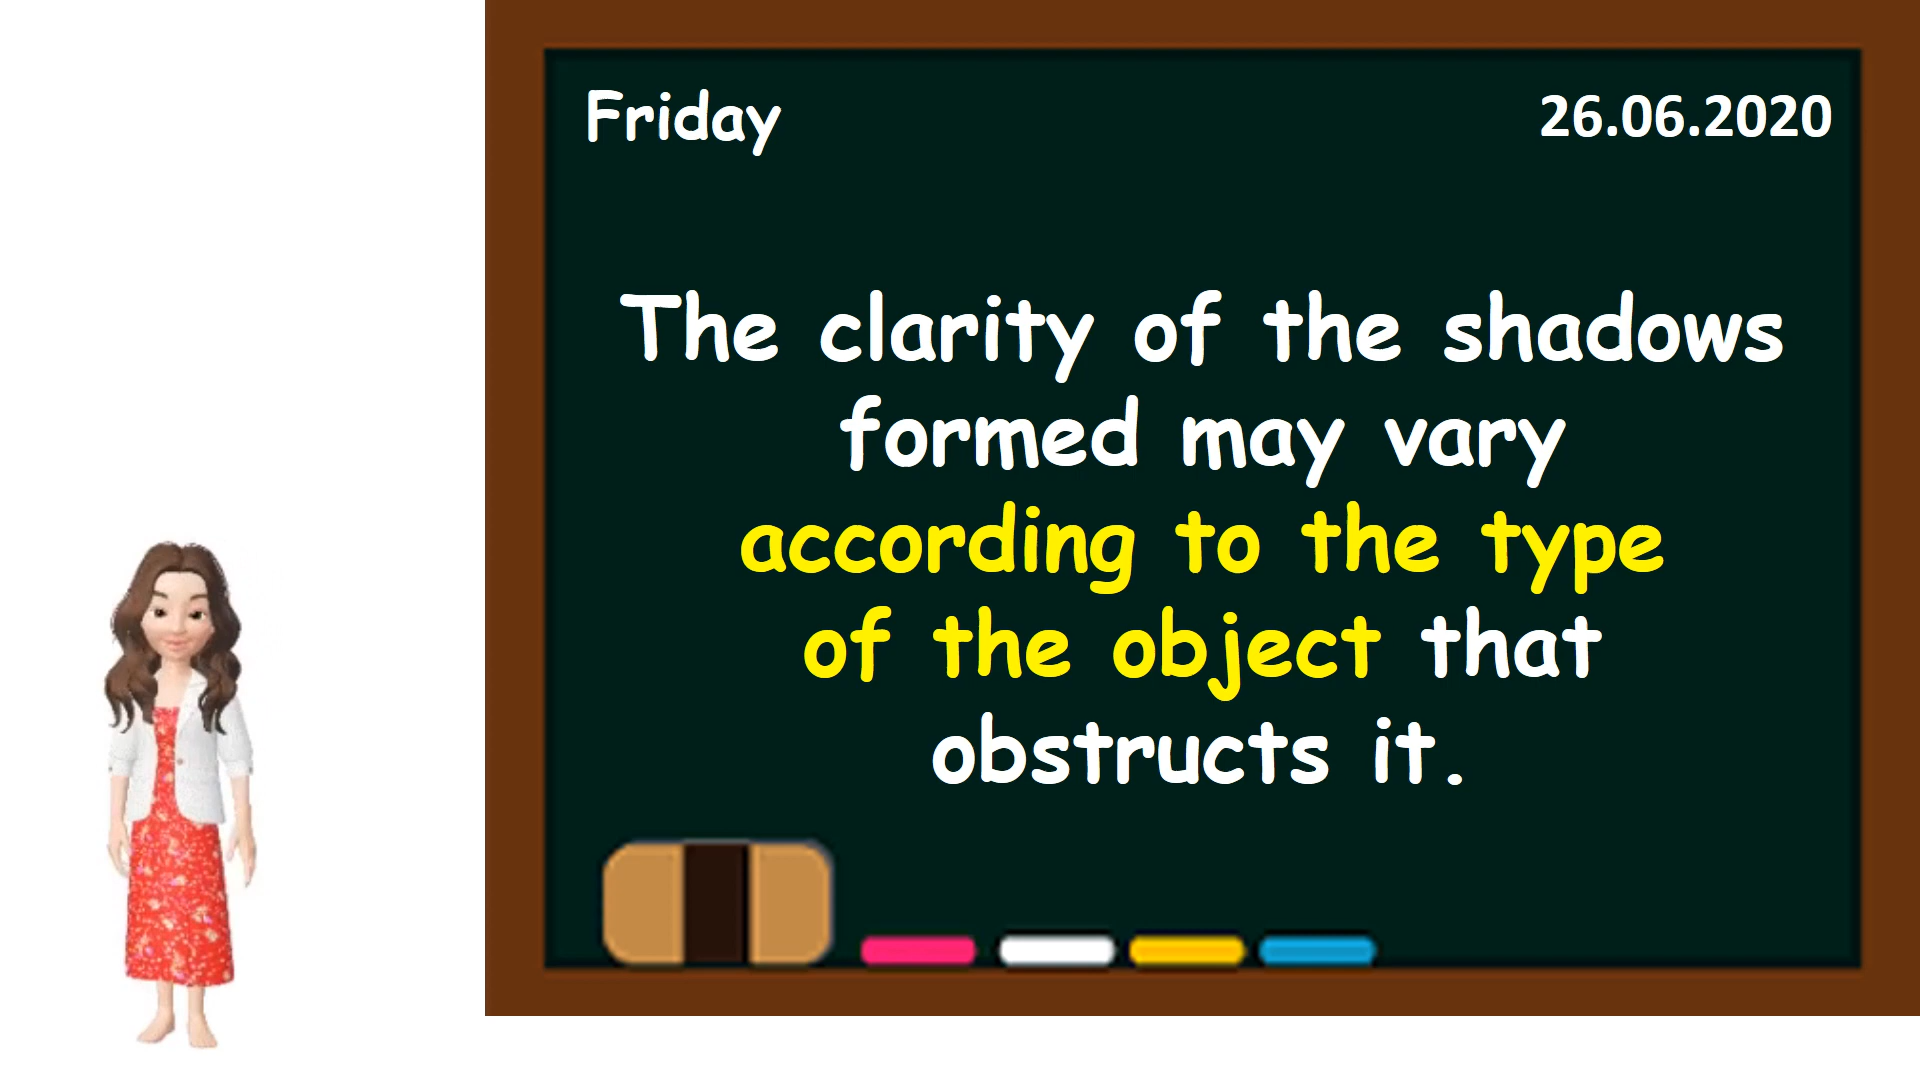 Friday
26.06.2020
The clarity of the shadows
formed may vary
according to the type
of the object that
obstructs it.